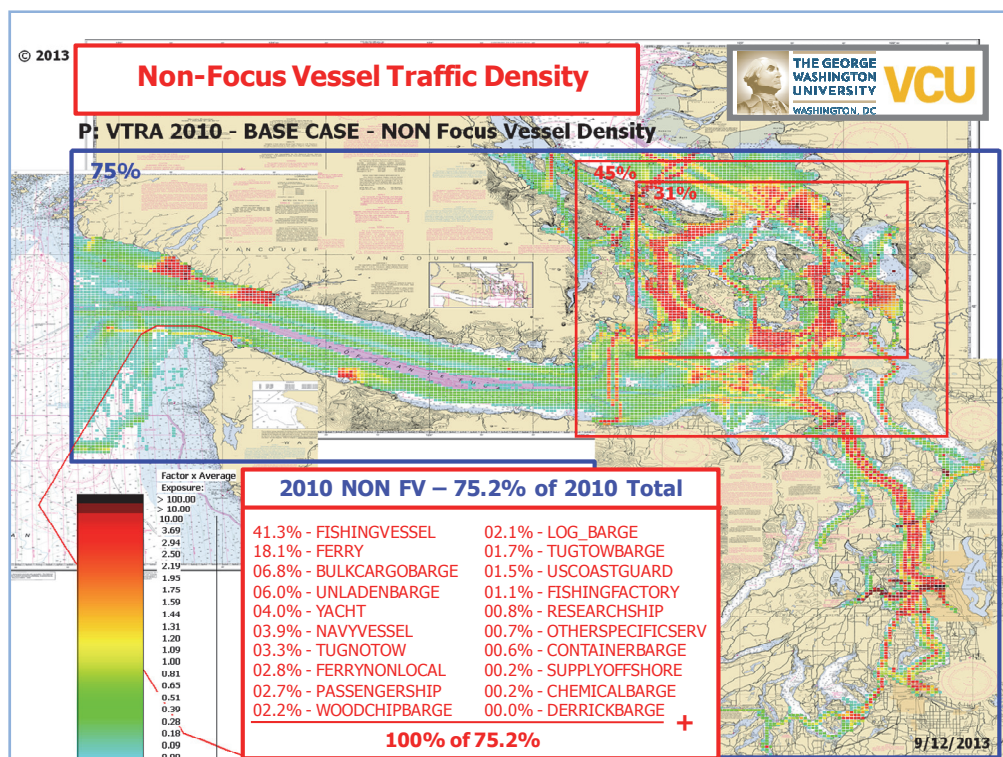 © 2013
Non-Focus Vessel Traffic Density
THE GEORGE
WASHINGTON
UNIVERSITY
WASHINGTON, DC
VCU
P: VTRA 2010 - BASE CASE - NON Focus Vessel Density
75%
45%
31%
VANCOUVER
VANCOUVER I
Factor x Average
Exposure:
> 100.00
> 10.00
10.00
3.69
2.94
2.50
2.19
1.95
1.75
1.59
1.44
1.31
1.20
1.09
1.00
0.81
0.65
0.51
0.39
0.28
0.18
0.09
0.00
2010 NON FV – 75.2% of 2010 Total
41.3% - FISHINGVESSEL
18.1% - FERRY
06.8% - BULKCARGOBARGE
06.0% - UNLADENBARGE
04.0% - YACHT
03.9% - NAVYVESSEL
03.3% - TUGNOTOW
02.8% - FERRYNONLOCAL
02.7% - PASSENGERSHIP
02.2% - WOODCHIPBARGE
02.1% - LOG_BARGE
01.7% - TUGTOWBARGE
01.5% - USCOASTGUARD
01.1% - FISHINGFACTORY
00.8% - RESEARCHSHIP
00.7% - OTHERSPECIFICSERV
00.6% - CONTAINERBARGE
00.2% - SUPPLYOFFSHORE
00.2% - CHEMICALBARGE
00.0% - DERRICKBARGE
+
100% of 75.2%
9/12/2013